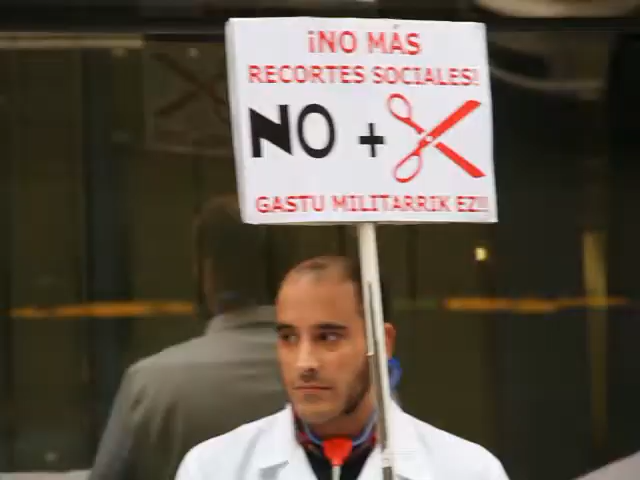 ¡NO MÁS
RECORTES SOCIALES!
NO +
GASTU MILITARRIK EZ!!